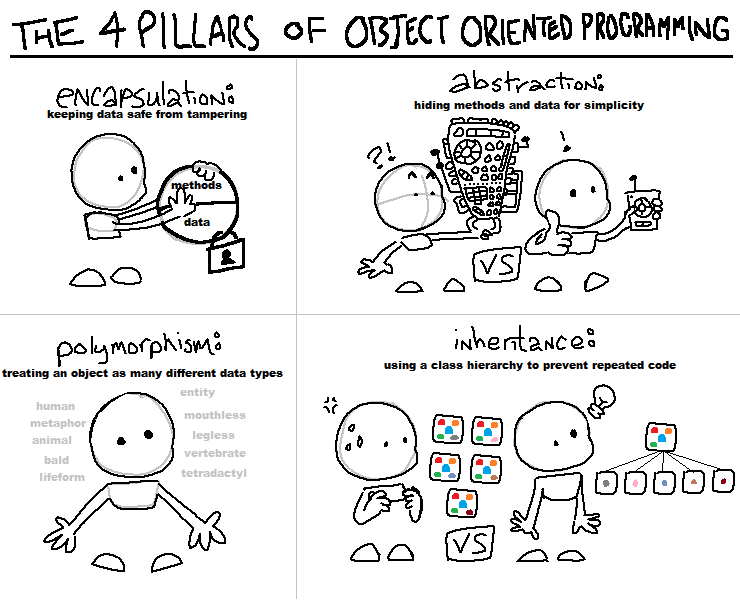 THE 4 PILLARS OF OBJECT ORIENTED PROGRAMMING
encapsulation:
keeping data safe from tampering
methods
data
abstraction:
hiding methods and data for simplicity
?!
!
VS
polymorphism:
treating an object as many different data types
human
metaphor
animal
bald
lifeform
entity
mouthless
legless
vertebrate
tetradactyl
inheritance:
using a class hierarchy to prevent repeated code
VS